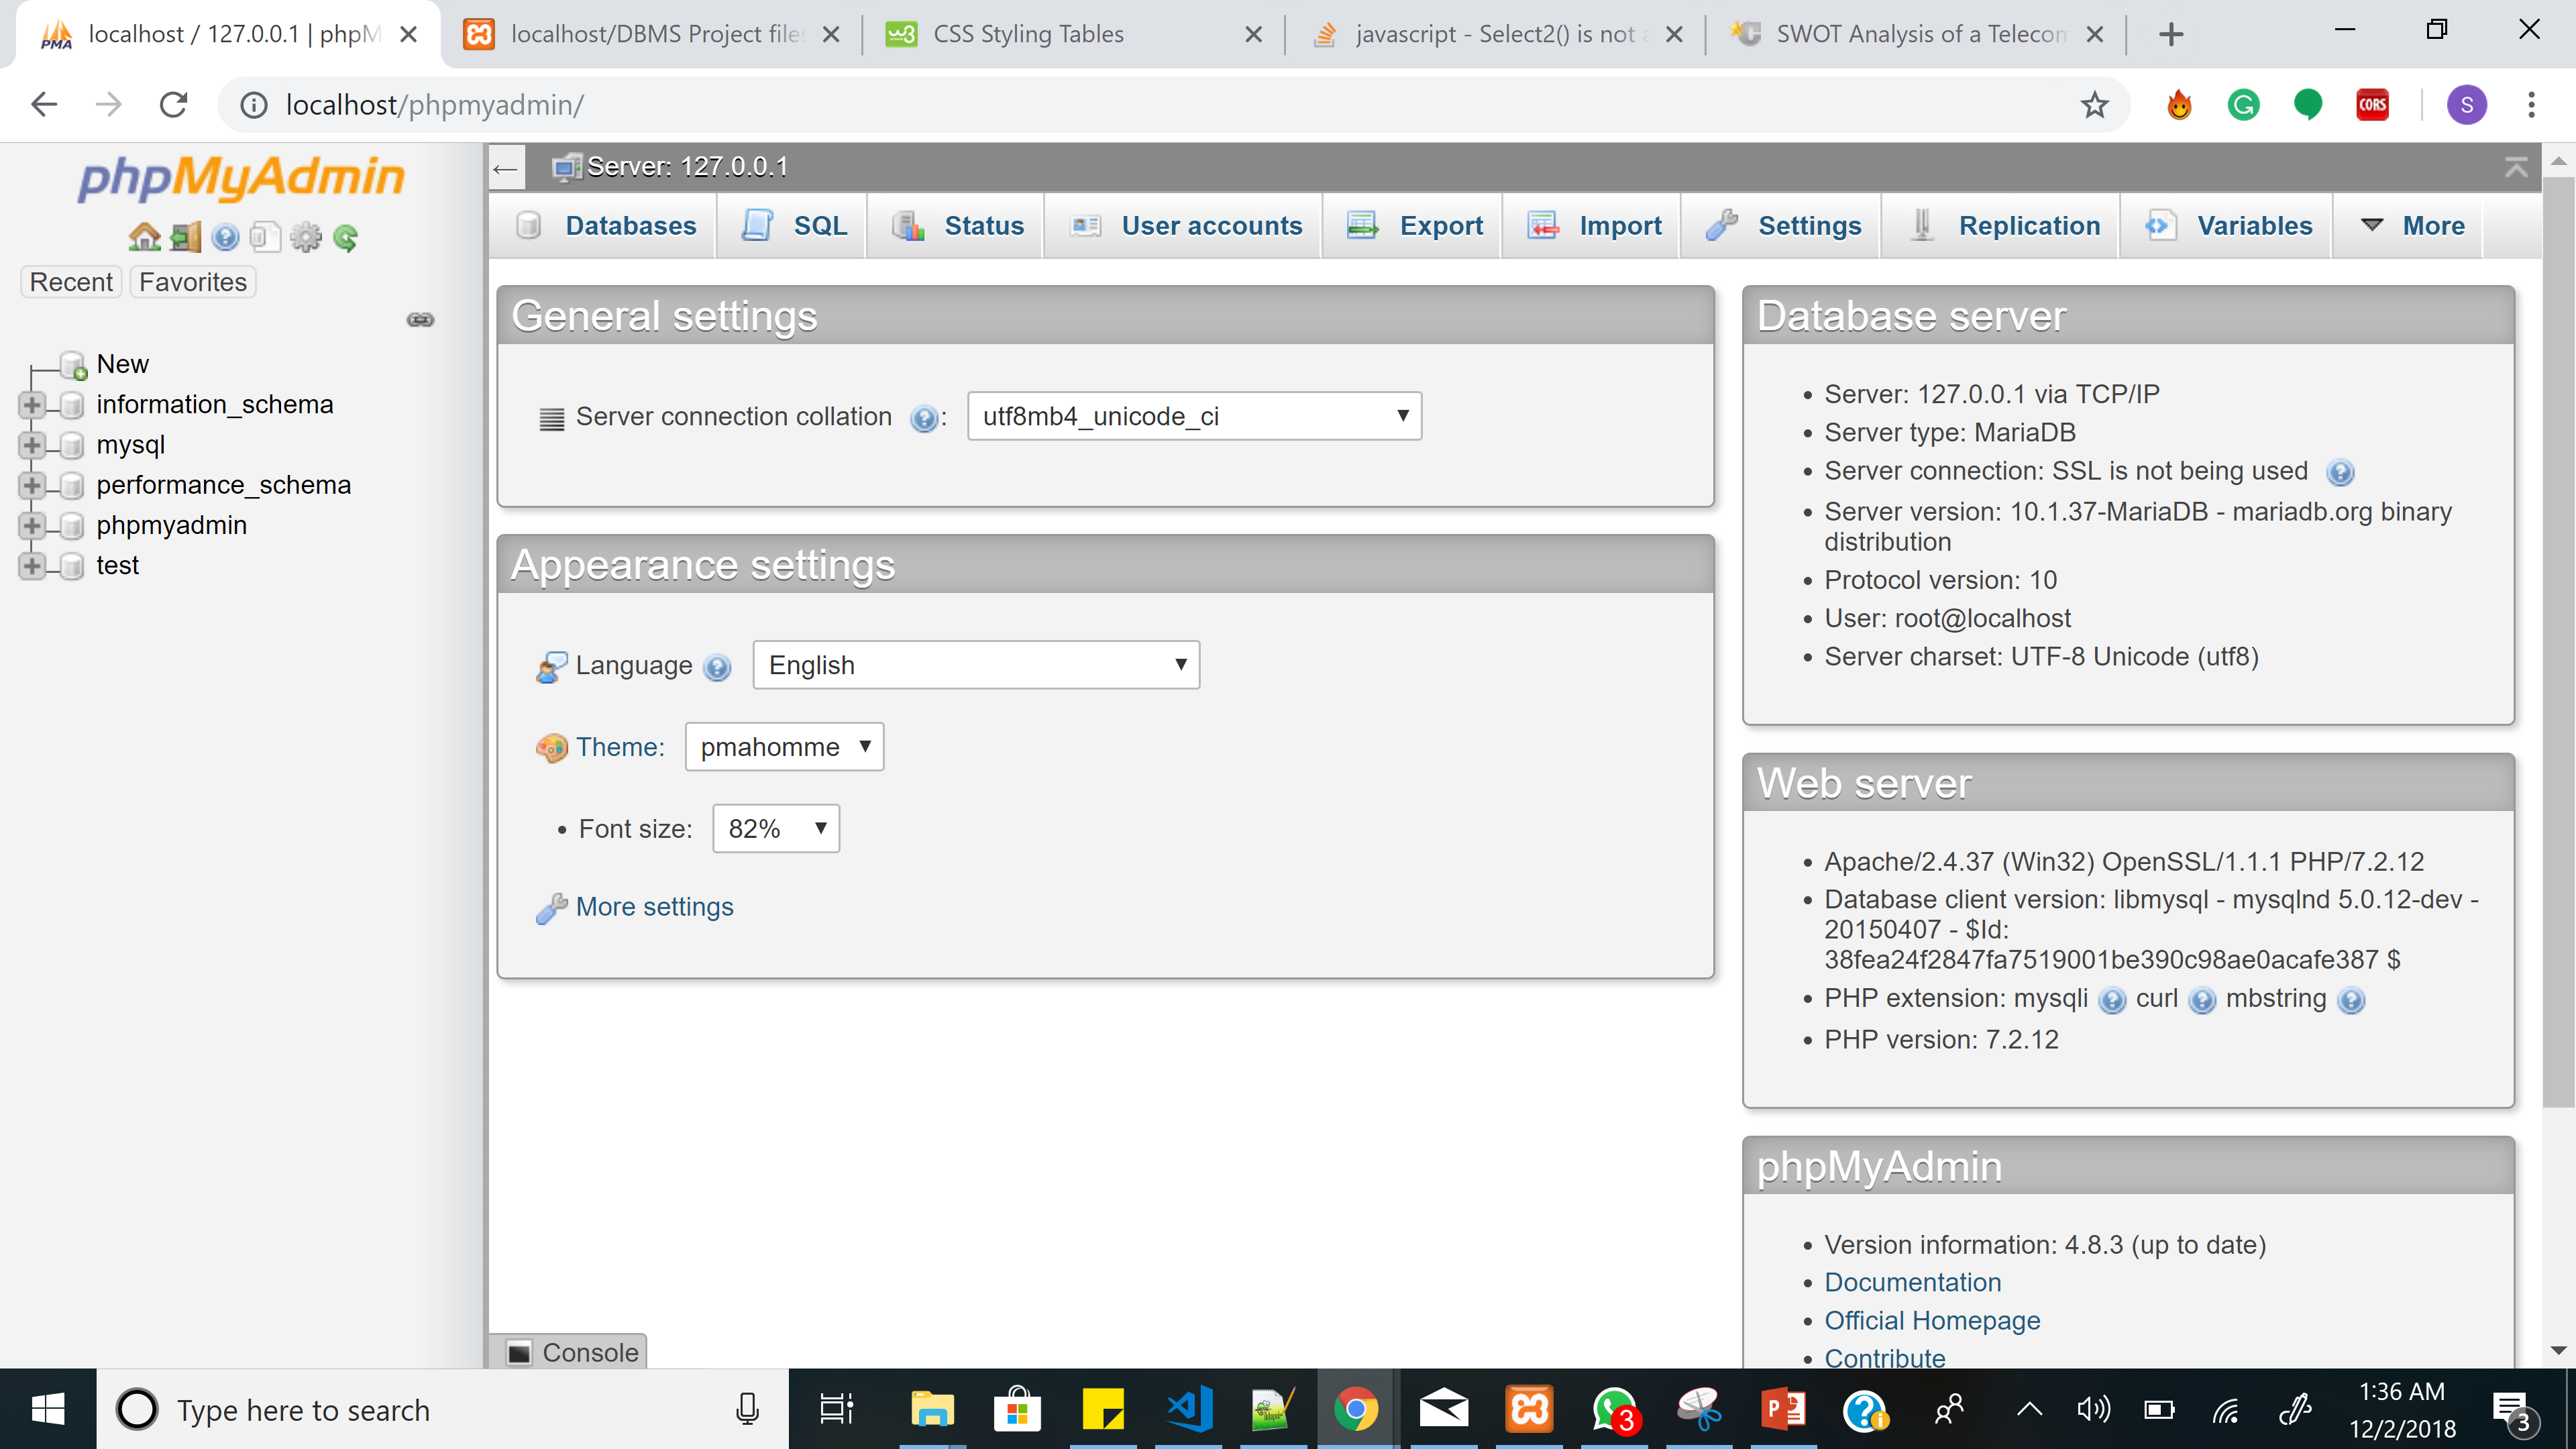 localhost / 127.0.0.1 | phpM
localhost/DBMS Project file
CSS Styling Tables
javascript - Select2() is not
SWOT Analysis of a Telecom
localhost/phpmyadmin/
CORS
S
phpMyAdmin
Recent
Favorites
New
information_schema
mysql
performance_schema
phpmyadmin
test
Server: 127.0.0.1
Databases
SQL
Status
User accounts
Export
Import
Settings
Replication
Variables
More
General settings
Server connection collation :
utf8mb4_unicode_ci
Appearance settings
Language
English
Theme:
pmahomme
Font size:
82%
More settings
Database server
Server: 127.0.0.1 via TCP/IP
Server type: MariaDB
Server connection: SSL is not being used
Server version: 10.1.37-MariaDB - mariadb.org binary
distribution
Protocol version: 10
User: root@localhost
Server charset: UTF-8 Unicode (utf8)
Web server
Apache/2.4.37 (Win32) OpenSSL/1.1.1 PHP/7.2.12
Database client version: libmysql - mysqlnd 5.0.12-dev -
20150407 - $Id:
38fea24f2847fa7519001be390c98ae0acafe387 $
PHP extension: mysqli curl mbstring
PHP version: 7.2.12
phpMyAdmin
Version information: 4.8.3 (up to date)
Documentation
Official Homepage
Contribute
Console
Type here to search
3
1:36 AM
12/2/2018
3